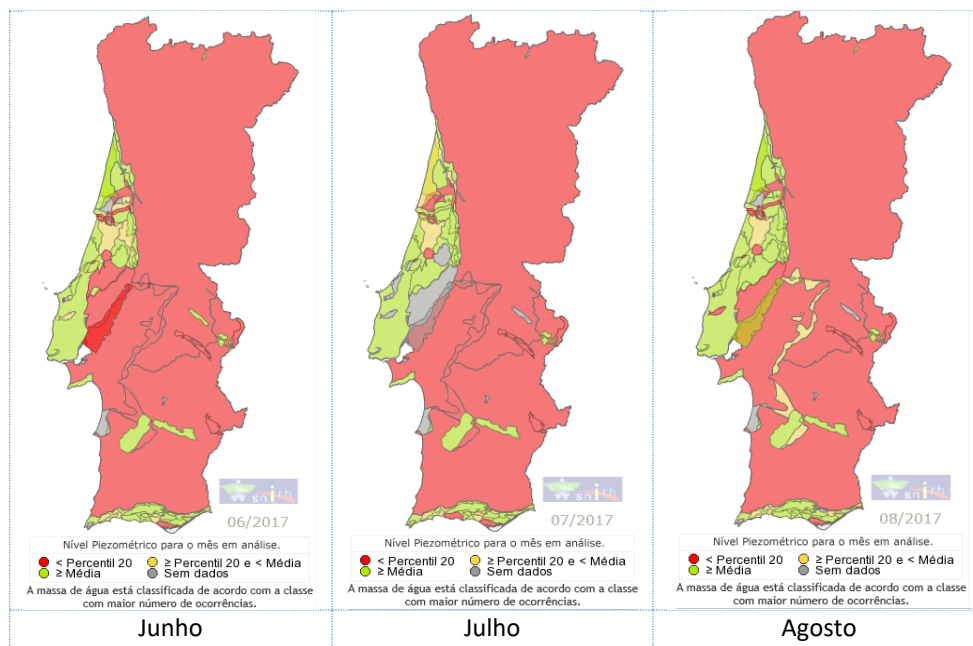 snirh
06/2017
Nível Piezométrico para o mês em análise.
< Percentil 20 ≥ Percentil 20 e < Média
≥ Média Sem dados
A massa de água está classificada de acordo com a classe
com maior número de ocorrências.
Junho
snirh
07/2017
Nível Piezométrico para o mês em análise.
< Percentil 20 ≥ Percentil 20 e < Média
≥ Média Sem dados
A massa de água está classificada de acordo com a classe
com maior número de ocorrências.
Julho
snirh
08/2017
Nível Piezométrico para o mês em análise.
< Percentil 20 ≥ Percentil 20 e < Média
≥ Média Sem dados
A massa de água está classificada de acordo com a classe
com maior número de ocorrências.
Agosto